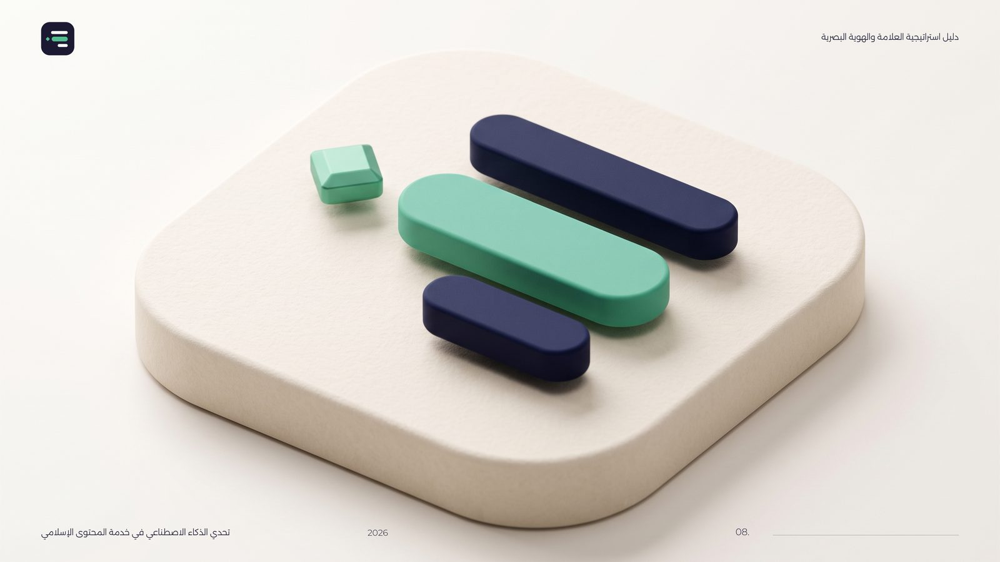 دليل استراتيجية العلامة والهوية البصرية
تحدي الذكاء الاصطناعي في خدمة المحتوى الإسلامي
2026
08.